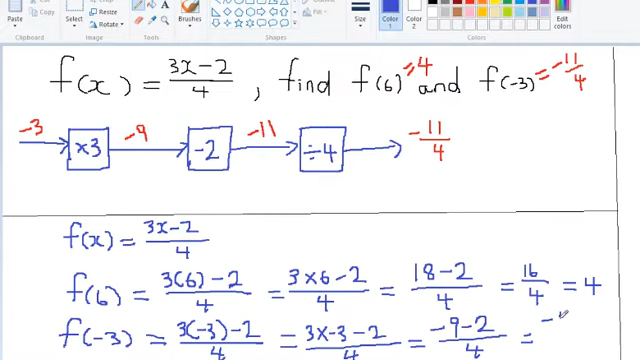 Paste Copy Select Resize Rotate Brushes Size Color 1 Color 2
Clipboard Image Tools Shapes Colors
f(x) = 3x-2/4, find f(6) = 4 and f(-3) = -11/4
-3 ×3 -9 -2 -11 ÷4 -11/4
f(x) = 3x-2/4
f(6) = 3(6)-2/4 = 3×6-2/4 = 18-2/4 = 16/4 = 4
f(-3) = 3(-3)-2/4 = 3×-3-2/4 = -9-2/4 = -